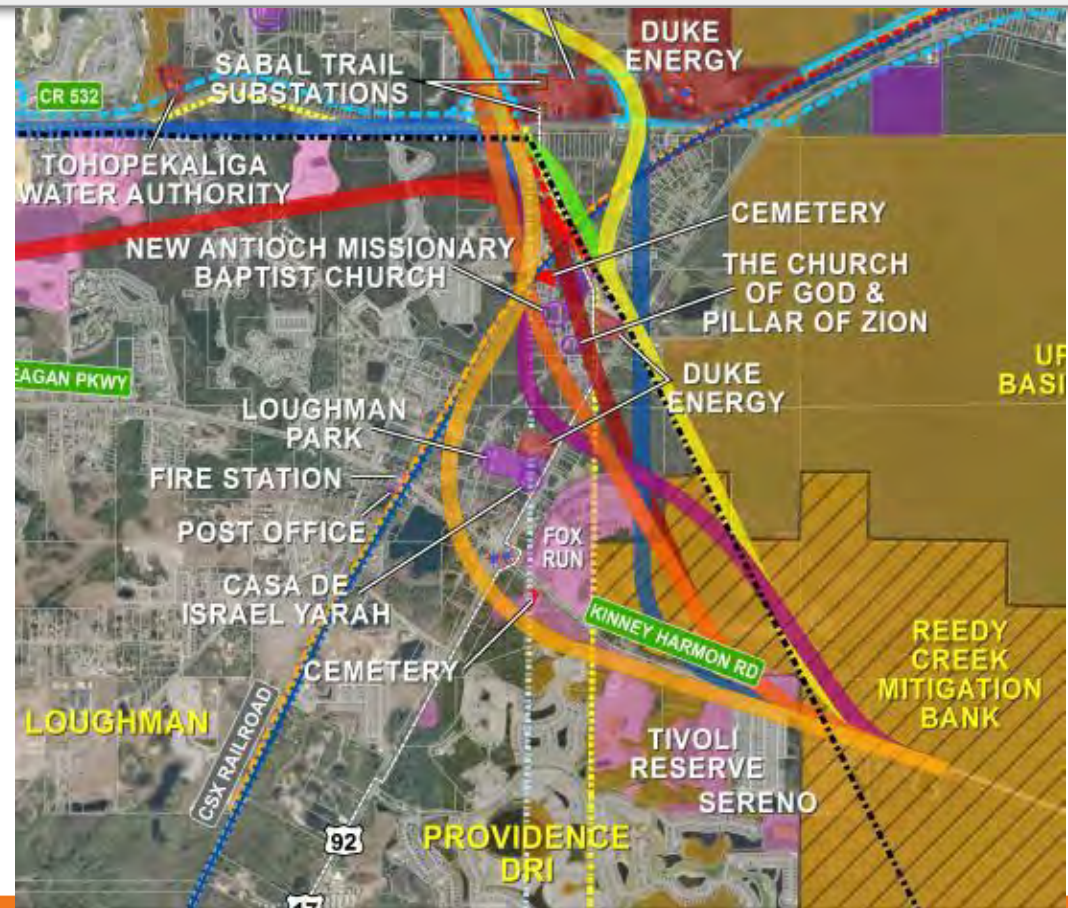 DUKE
ENERGY
SABAL TRAIL
SUBSTATIONS
CR 532
TOHOPEKALIGA
WATER AUTHORITY
CEMETERY
NEW ANTIOCH MISSIONARY
BAPTIST CHURCH
THE CHURCH
OF GOD &
PILLAR OF ZION
UP
BASI
EAGAN PKWY
DUKE
ENERGY
LOUGHMAN
PARK
FIRE STATION
POST OFFICE
FOX
RUN
CASA DE
ISRAEL YARAH
KINNEY HARMON RD
REEDY
CREEK
MITIGATION
BANK
CEMETERY
LOUGHMAN
CSX RAILROAD
TIVOLI
RESERVE
SERENO
92
PROVIDENCE
DRI